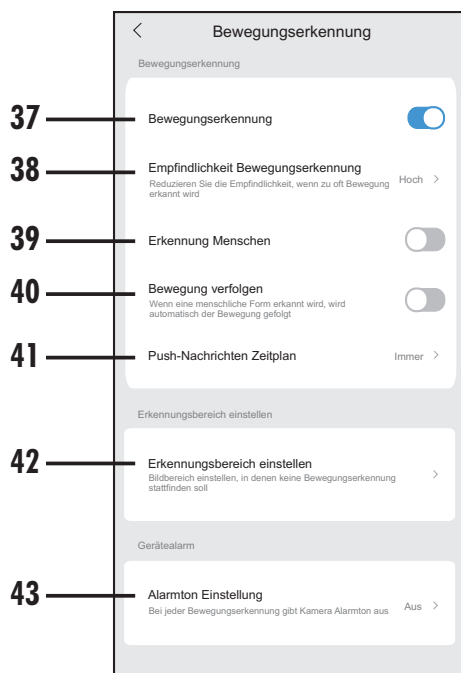 Bewegungserkennung
Bewegungserkennung
37 Bewegungserkennung
38 Empfindlichkeit Bewegungserkennung
Reduzieren Sie die Empfindlichkeit, wenn zu oft Bewegung
erkannt wird
Hoch >
39 Erkennung Menschen
40 Bewegung verfolgen
Wenn eine menschliche Form erkannt wird, wird
automatisch der Bewegung gefolgt
41 Push-Nachrichten Zeitplan Immer >
Erkennungsbereich einstellen
42 Erkennungsbereich einstellen
Bildbereich einstellen, in denen keine Bewegungserkennung
stattfinden soll
Gerätealarm
43 Alarmton Einstellung
Bei jeder Bewegungserkennung gibt Kamera Alarmton aus Aus >